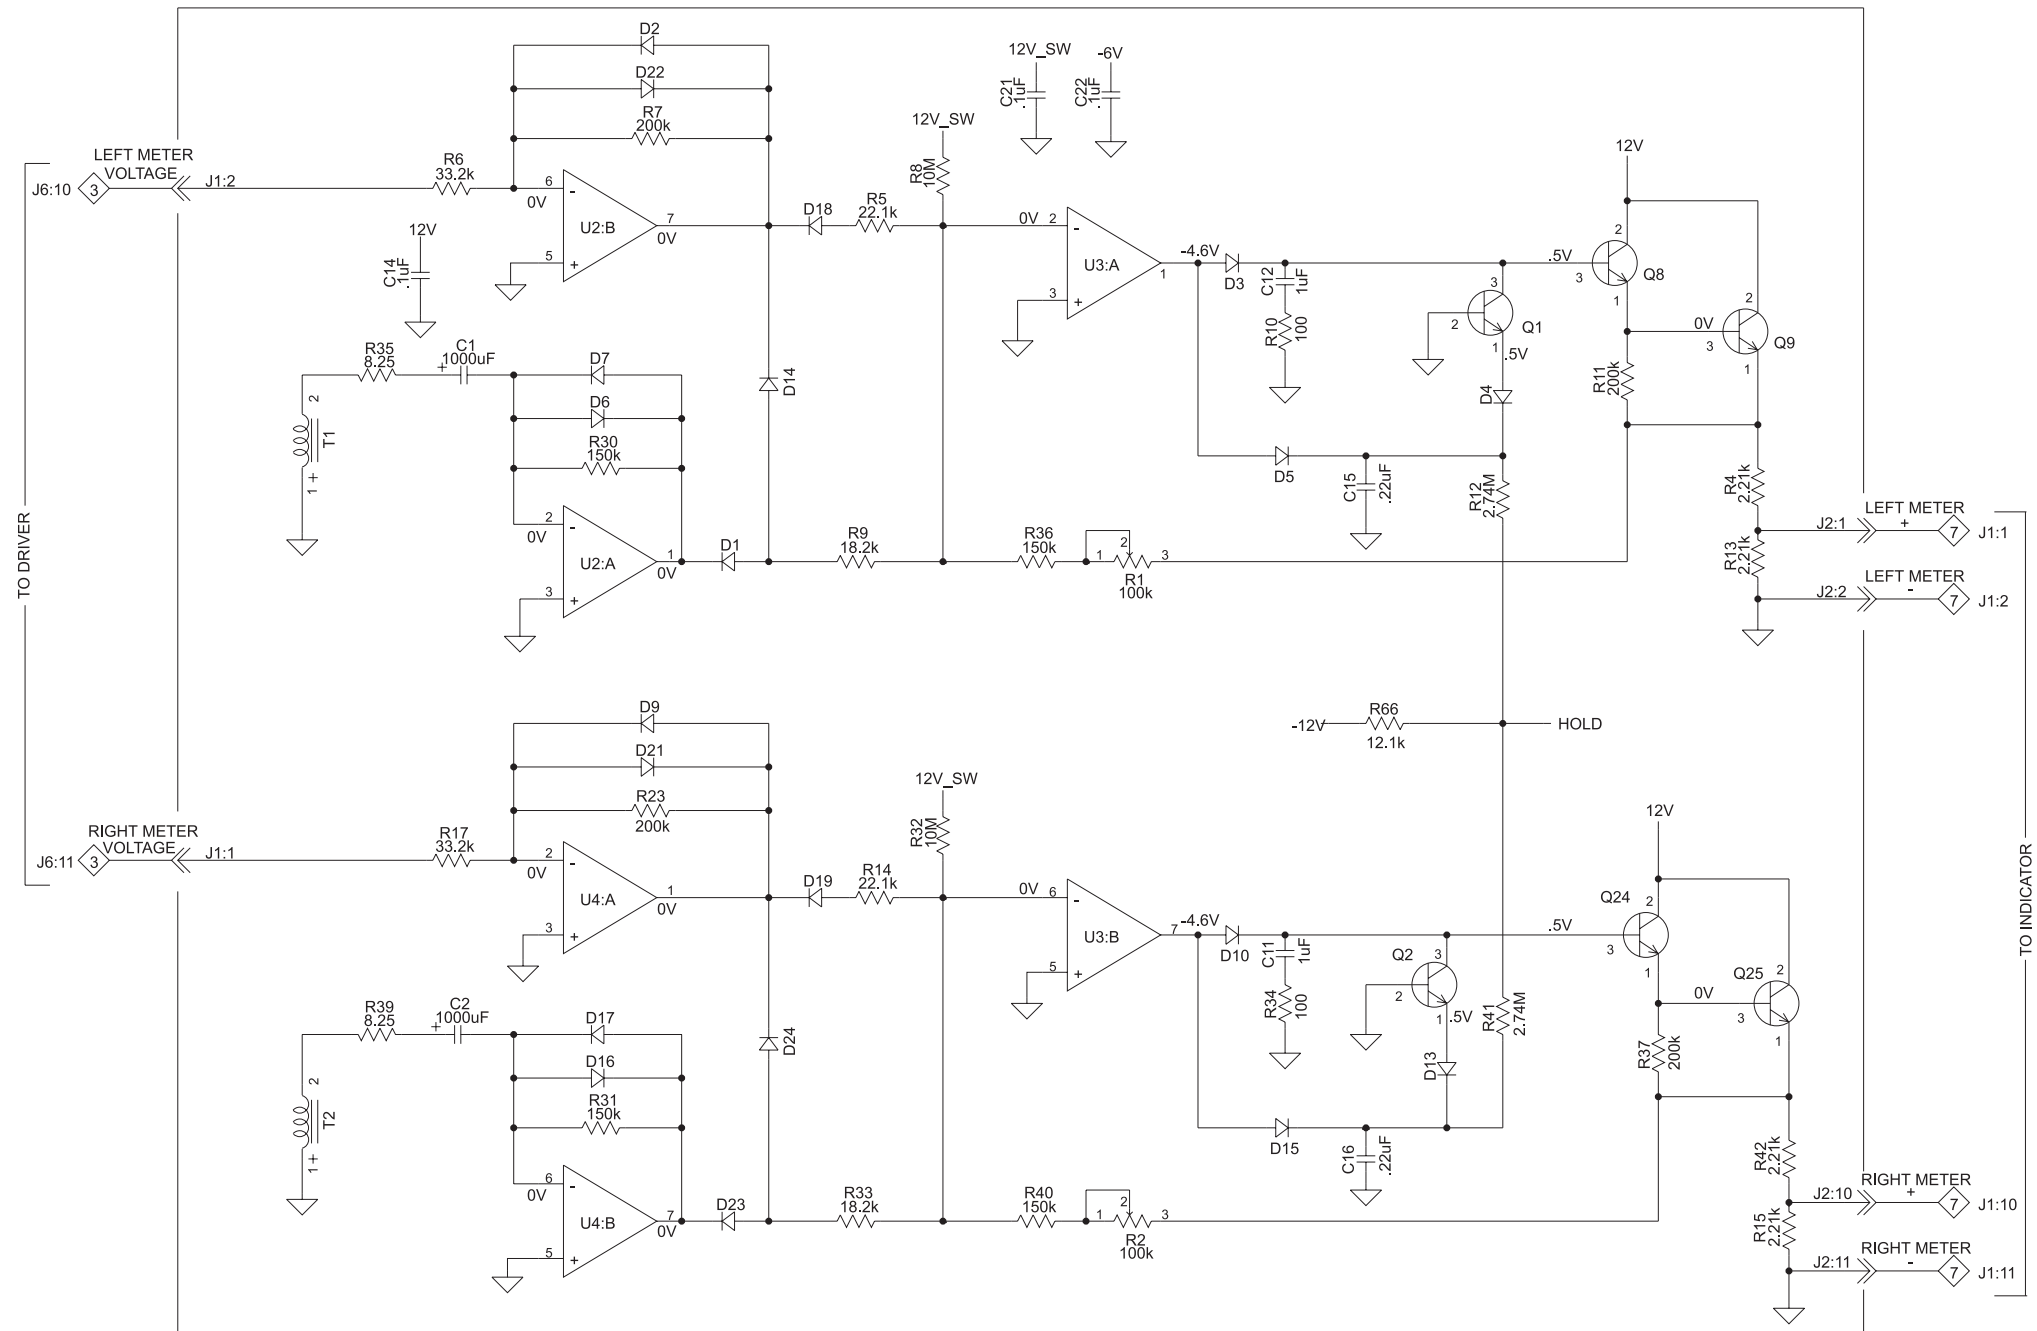 D2
D22
R7
200k
12V_SW
-6V
C21
.1uF
C22
.1uF
12V_SW
R8
10M
LEFT METER
VOLTAGE
J6:10
3
J1:2
R6
33.2k
6
-
0V
U2:B
7
0V
5
+
D18
R5
22.1k
0V
2
-
U3:A
3
+
-4.6V
1
D3
C12
1uF
R10
100
3
2
Q1
1
.5V
D4
.5V
12V
2
3
Q8
1
0V
2
3
Q9
1
R11
200k
12V
C14
.1uF
R35
8.25
C1
+
1000uF
D7
D6
R30
150k
D14
2
T1
1 +
2
-
0V
U2:A
1
0V
3
+
D1
R9
18.2k
R36
150k
1
2
3
R1
100k
D5
C15
.22uF
R12
2.74M
R4
2.21k
R13
2.21k
LEFT METER
J2:1
+
7
J1:1
LEFT METER
J2:2
-
7
J1:2
TO DRIVER
-12V
R66
12.1k
HOLD
D9
D21
R23
200k
12V_SW
R32
10M
RIGHT METER
VOLTAGE
J6:11
3
J1:1
R17
33.2k
2
-
0V
U4:A
1
0V
3
+
D19
R14
22.1k
0V
6
-
U3:B
5
+
7
-4.6V
D10
C11
1uF
R34
100
Q2
3
2
1
.5V
D13
R41
2.74M
.5V
12V
Q24
2
3
1
0V
Q25
2
3
1
R37
200k
TO INDICATOR
R39
8.25
C2
+
1000uF
D17
D16
R31
150k
D24
2
T2
1 +
6
-
0V
U4:B
7
0V
5
+
D23
R33
18.2k
R40
150k
1
2
3
R2
100k
D15
C16
.22uF
R42
2.21k
R15
2.21k
RIGHT METER
J2:10
+
7
J1:10
RIGHT METER
J2:11
-
7
J1:11